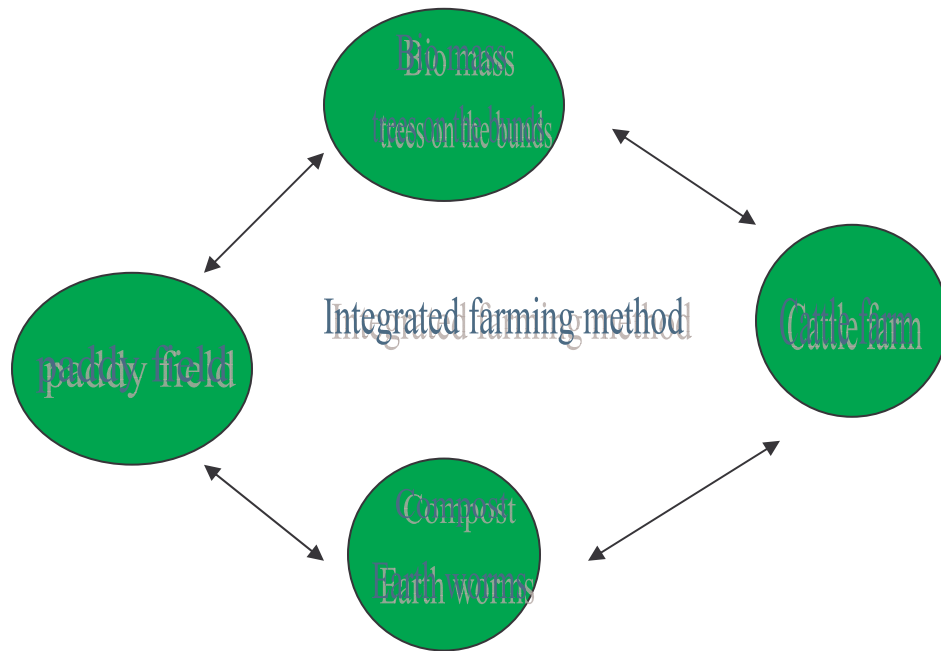 Bio mass
trees on the bunds
Integrated farming method
Cattle farm
paddy field
Compost
Earth worms